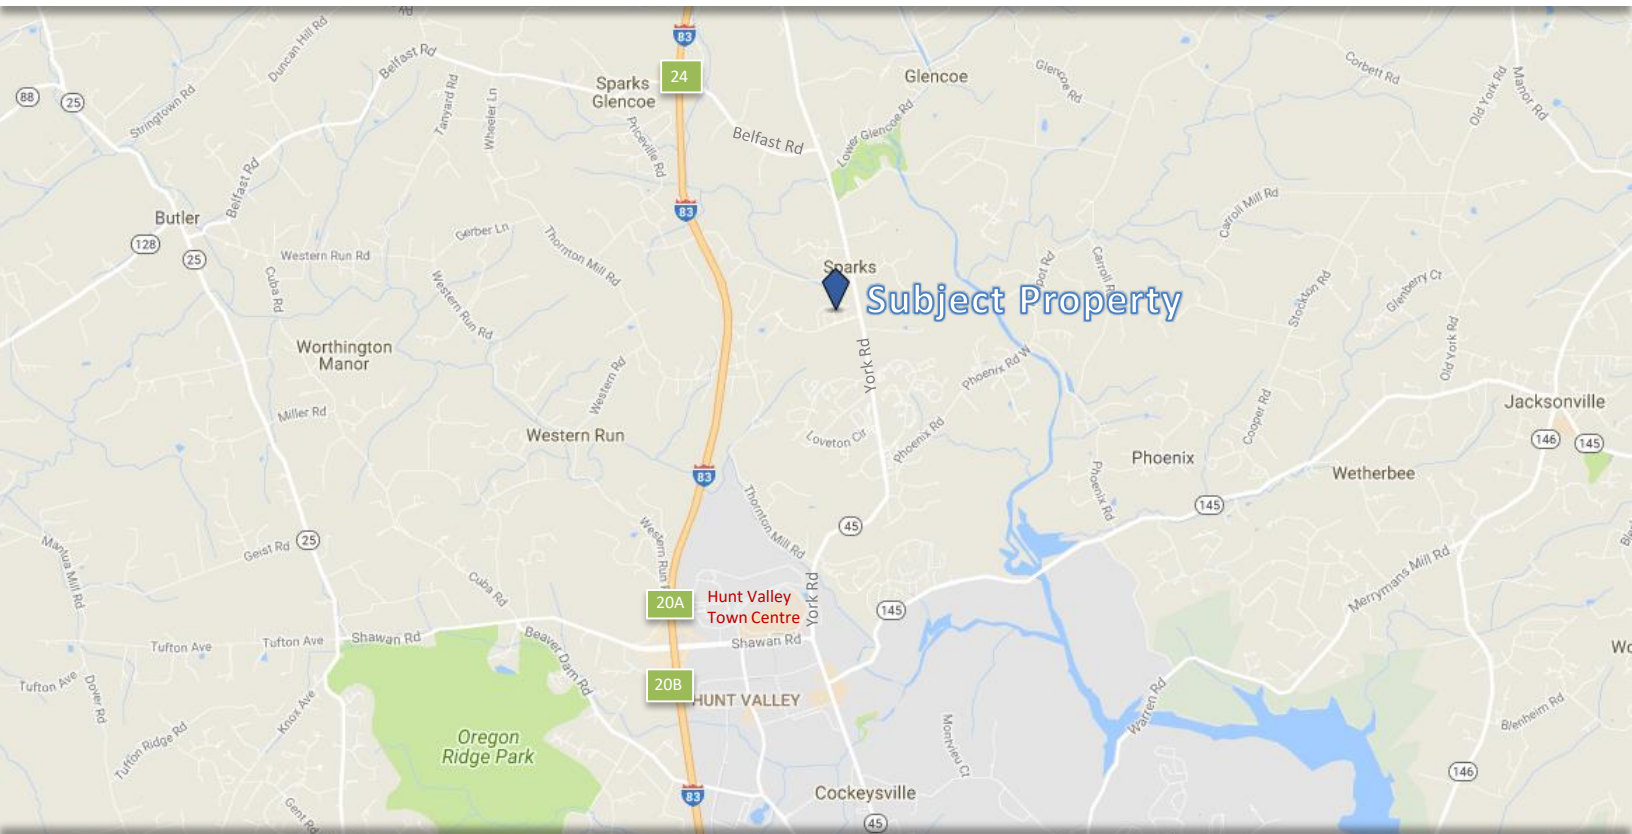 83
24
Sparks
Glencoe
Glencoe
Glencoe Rd
Corbett Rd
Old York Rd
Manor Rd
Duncan Hill Rd
Belfast Rd
Tanyard Rd
Wheeler Ln
88
25
Stringtown Rd
Priceville Rd
Belfast Rd
Lower Glencoe Rd
Belfast Rd
Butler
83
Carroll Mill Rd
128
25
Gerber Ln
Western Run Rd
Thornton Mill Rd
Cuba Rd
Western Run Rd
Sparks
Subject Property
Stockton Rd
Glenberry Ct
Worthington
Manor
York Rd
Phoenix Rd W
Old York Rd
Western Rd
Miller Rd
Western Run
Loveton Cir
Phoenix Rd
Cooper Rd
Jacksonville
146
145
Phoenix
Wetherbee
83
Phoenix Rd
145
Thornton Mill Rd
45
Mantua Mill Rd
Geist Rd
25
Cuba Rd
Merrymans Mill Rd
York Rd
20A
Hunt Valley
Town Centre
145
Tufton Ave
Tufton Ave
Shawan Rd
Beaver Dam Rd
Shawan Rd
Tufton Ave
Dover Rd
Knox Ave
20B
HUNT VALLEY
Warren Rd
Blenheim Rd
Tufton Ridge Rd
Oregon
Ridge Park
Montvieu Ct
146
83
Cockeysville
Gent Rd
45